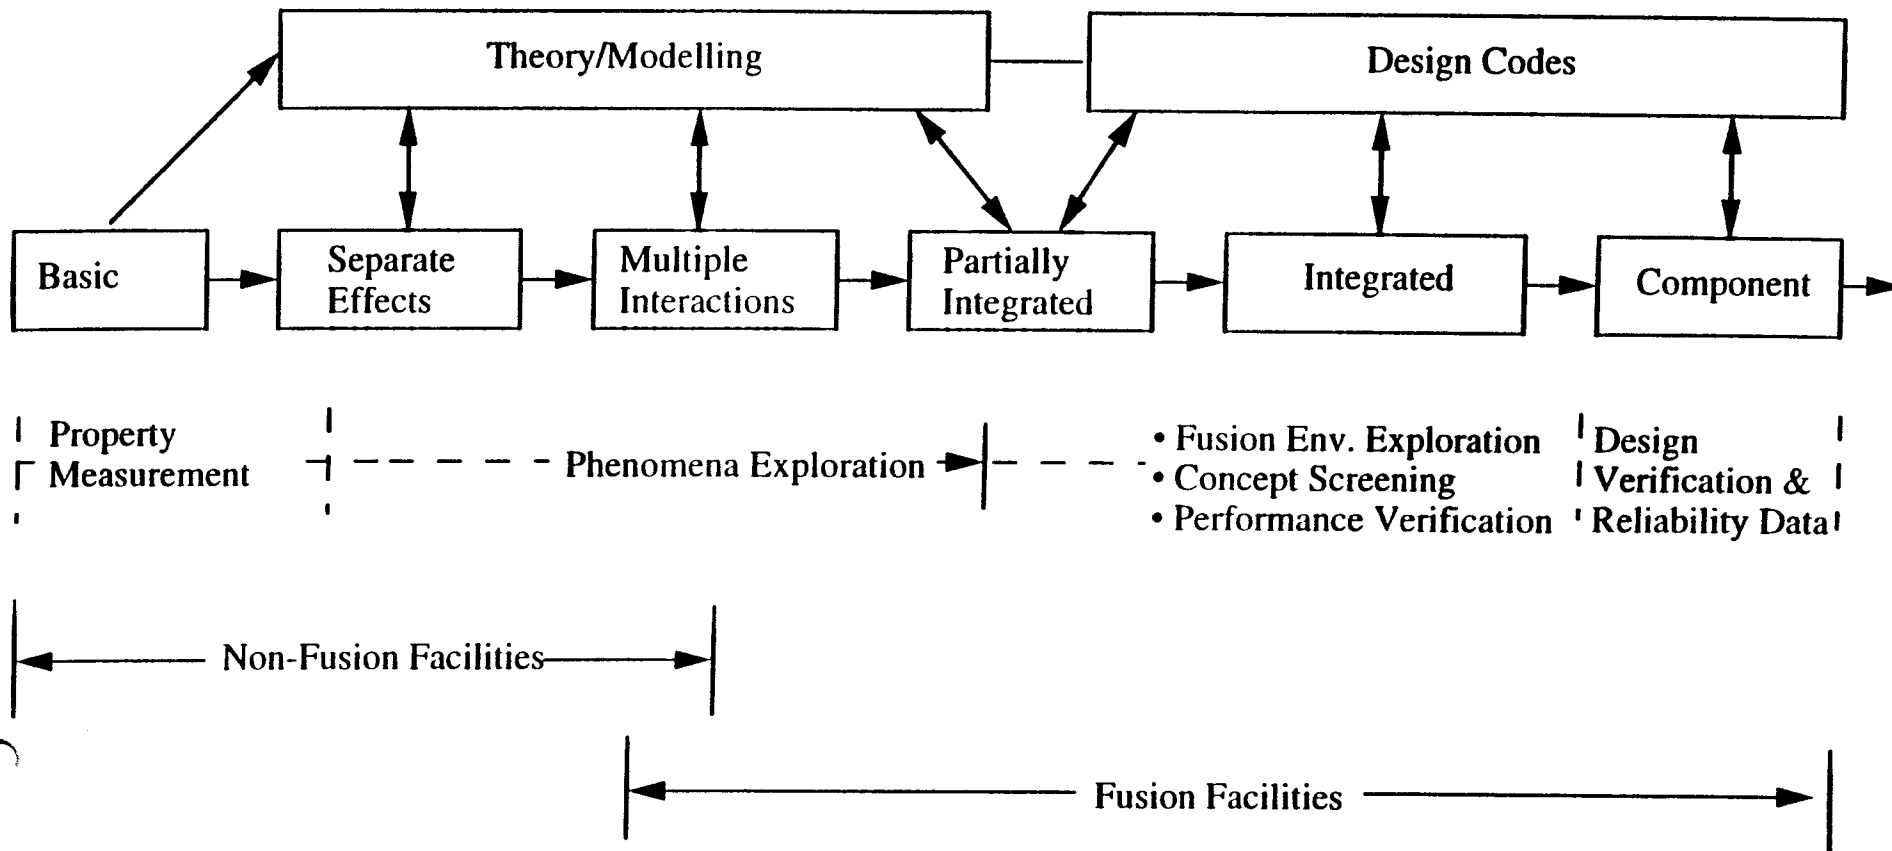 Theory/Modelling
Design Codes
Basic
Separate
Effects
Multiple
Interactions
Partially
Integrated
Integrated
Component
Property
Measurement
Phenomena Exploration
• Fusion Env. Exploration
• Concept Screening
• Performance Verification
Design
Verification &
Reliability Data
Non-Fusion Facilities
Fusion Facilities